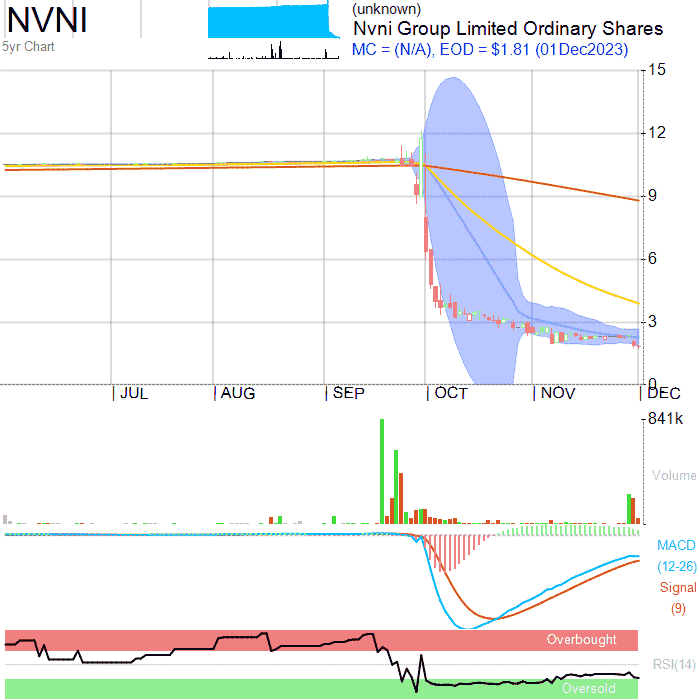 NVNI
5yr Chart
(unknown)
Nvni Group Limited Ordinary Shares
MC = (N/A), EOD = $1.81 (01Dec2023)
15
12
9
6
3
0
JUL
AUG
SEP
OCT
NOV
DEC
841k
Volume
MACD
(12-26)
Signal
(9)
Overbought
RSI(14)
Oversold